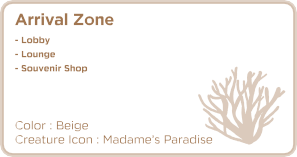 Arrival Zone
- Lobby
- Lounge
- Souvenir Shop
Color : Beige
Creature Icon : Madame's Paradise